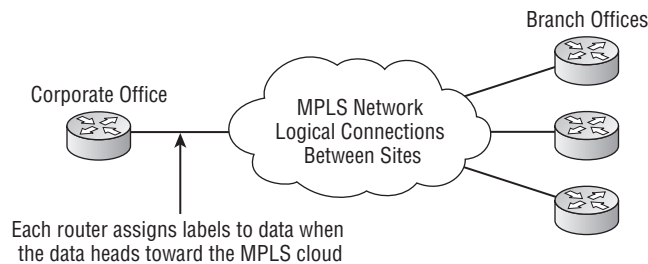 Branch Offices
Corporate Office
MPLS Network
Logical Connections
Between Sites
Each router assigns labels to data when
the data heads toward the MPLS cloud